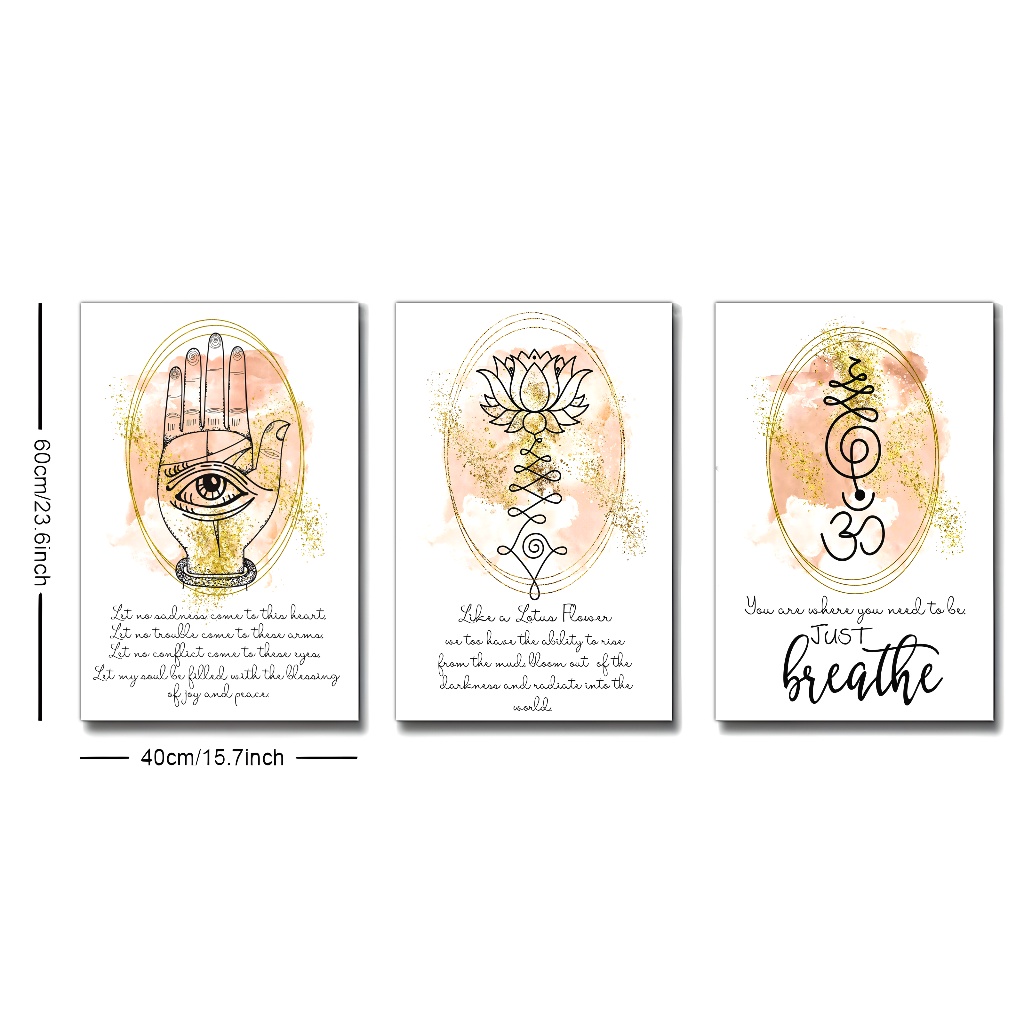 60cm/23.6inch
Let no sadness come to this heart,
Let no trouble come to these arms,
Let no conflict come to these eyes,
Let my soul be filled with the blessing
of joy and peace.
Like a Lotus Flower
we too have the ability to rise
from the mud, bloom out of the
darkness and radiate into the
world.
You are where you need to be.
JUST
breathe
40cm/15.7inch